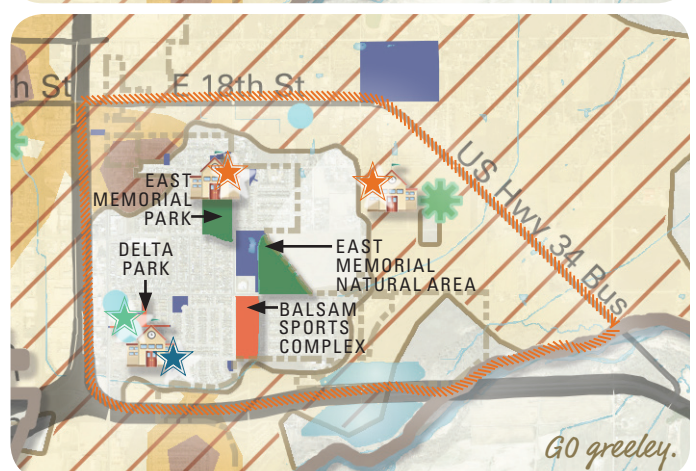 h St
E 18th St
US Hwy 34 Bus
EAST
MEMORIAL
PARK
DELTA
PARK
EAST
MEMORIAL
NATURAL AREA
BALSAM
SPORTS
COMPLEX
GO greeley.